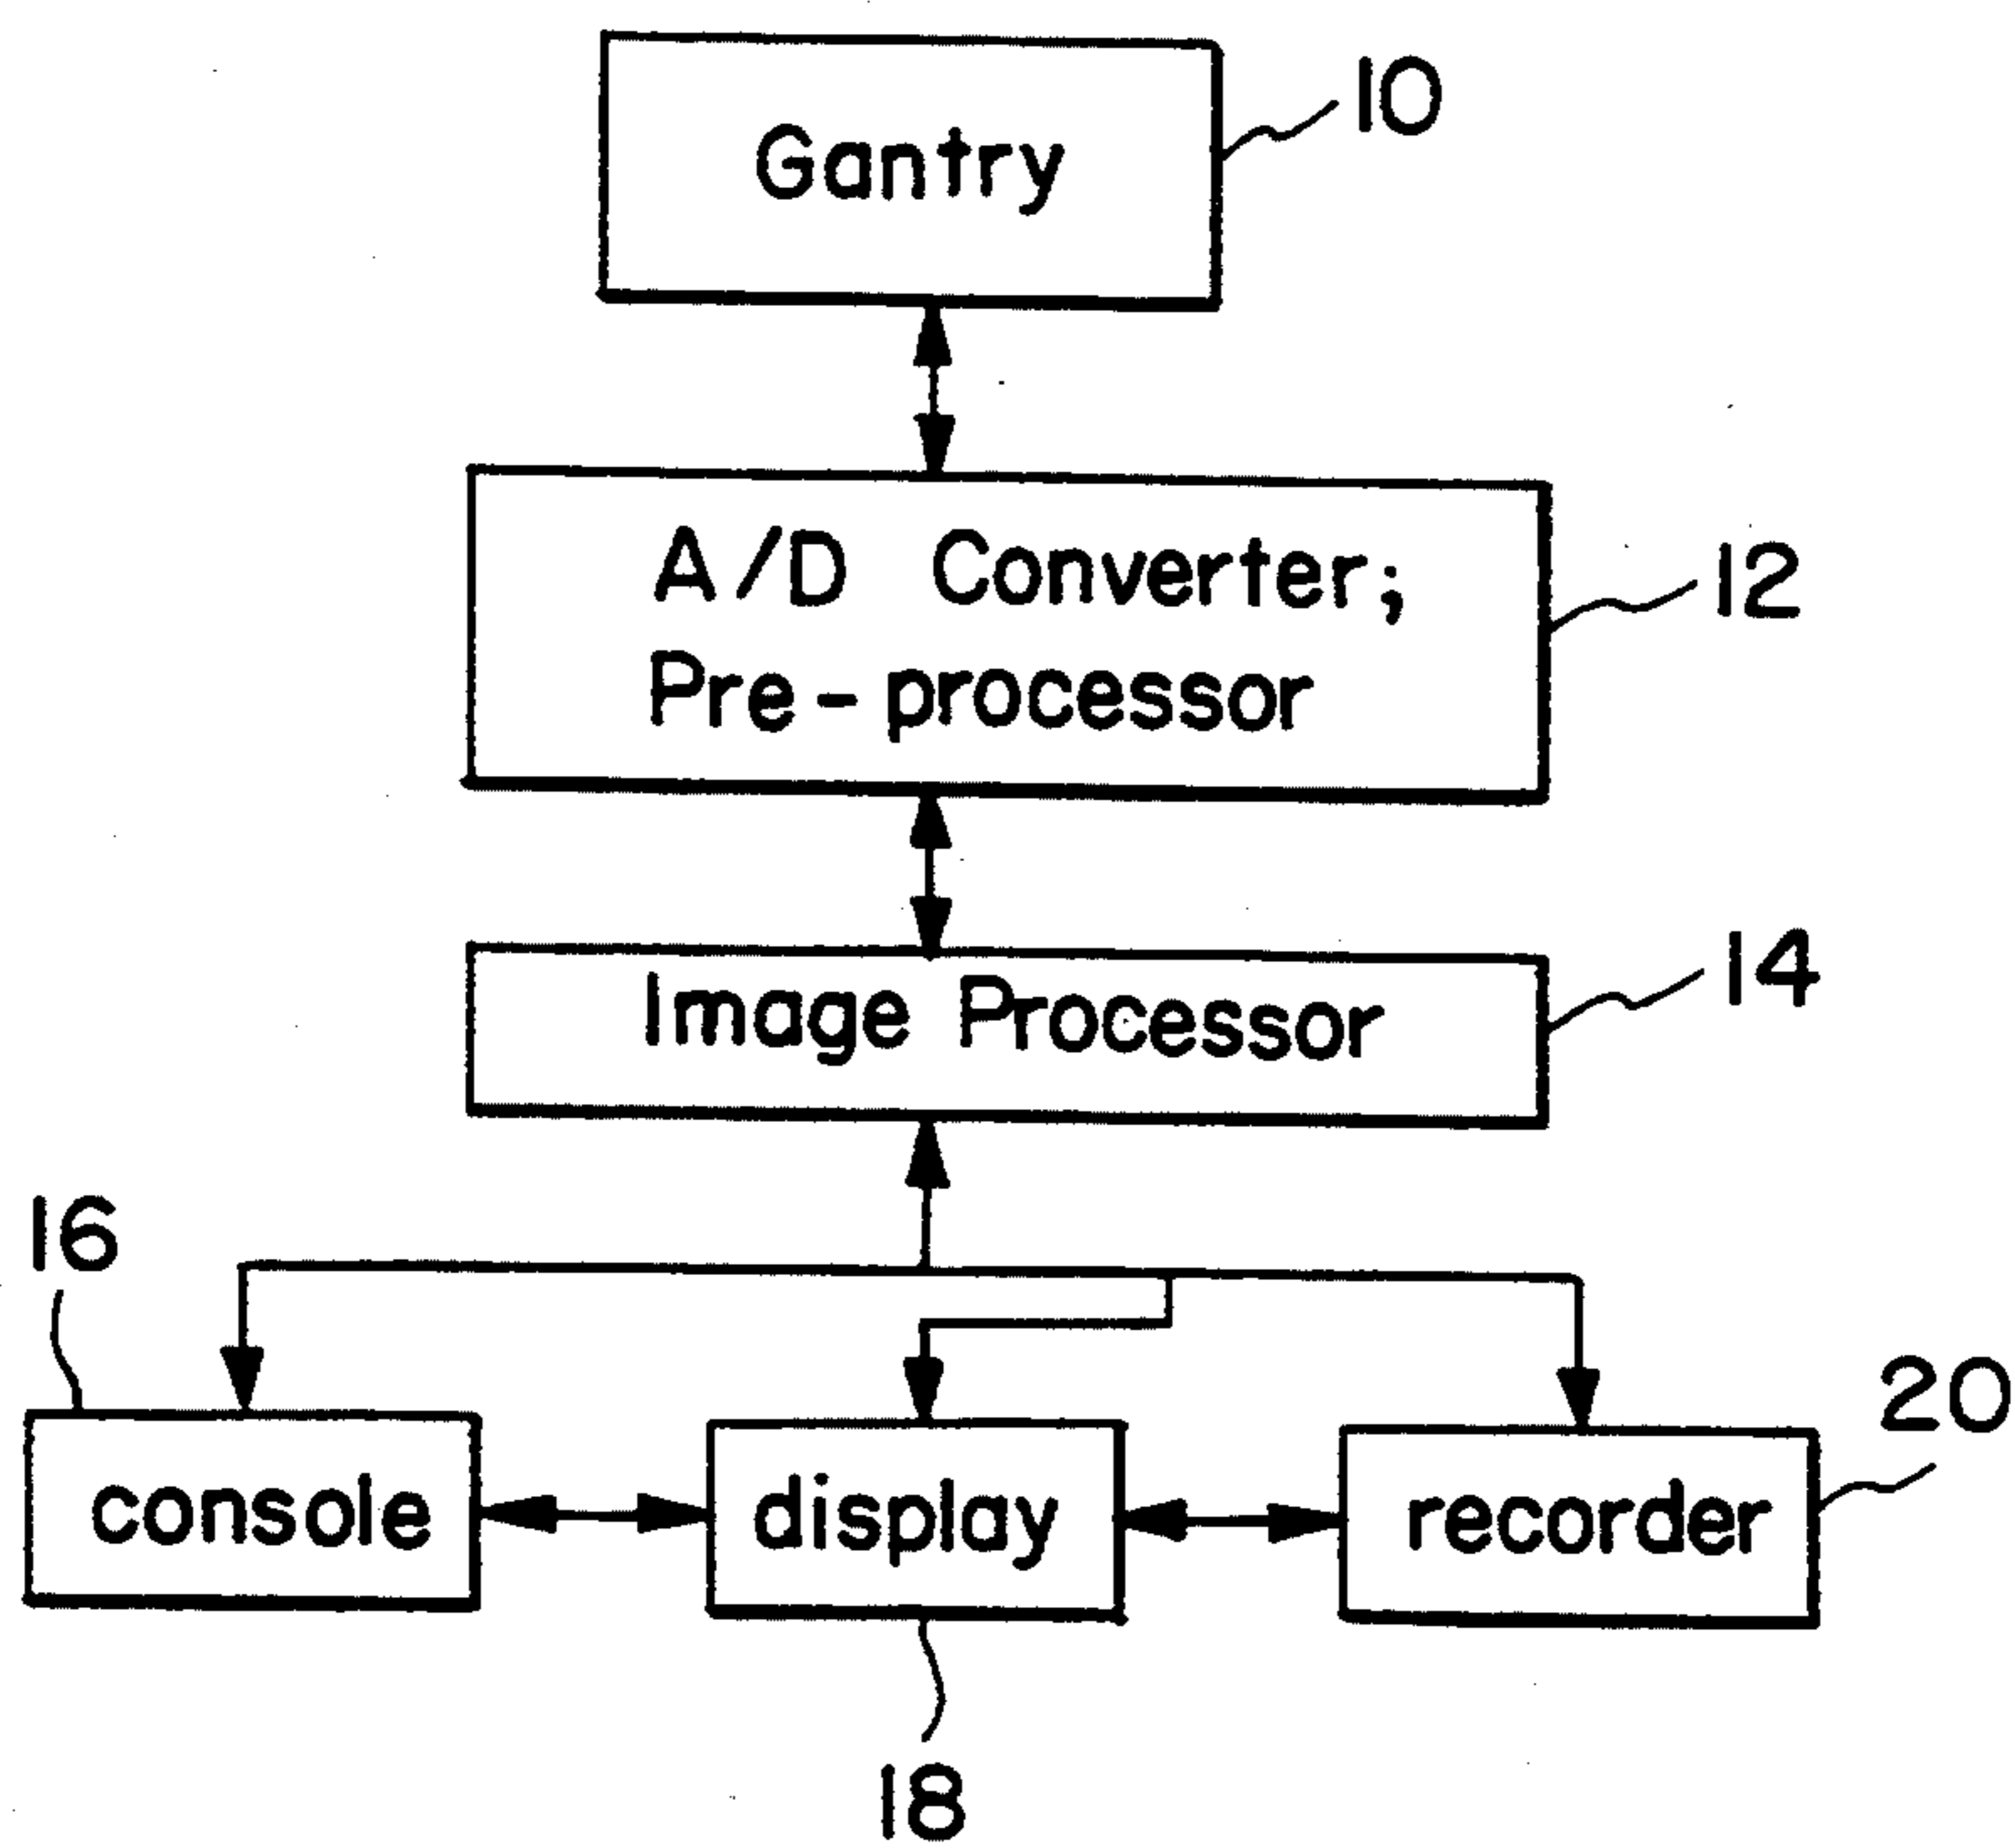 Gantry
10
A/D Converter;
Pre-processor
12
Image Processor
14
16
console
display
recorder
20
18